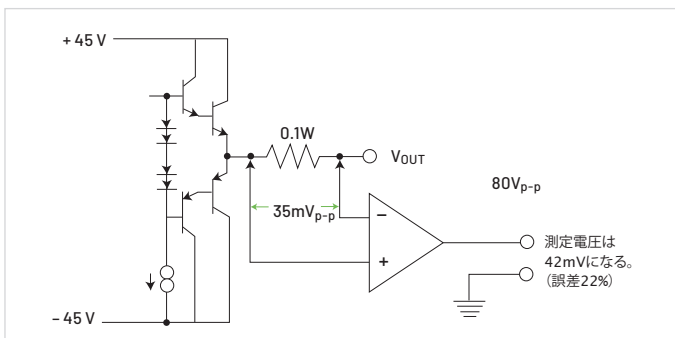 + 45 V
0.1W
VOUT
80Vp-p
35mVp-p
−
+
測定電圧は
42mVになる。
(誤差22%)
− 45 V